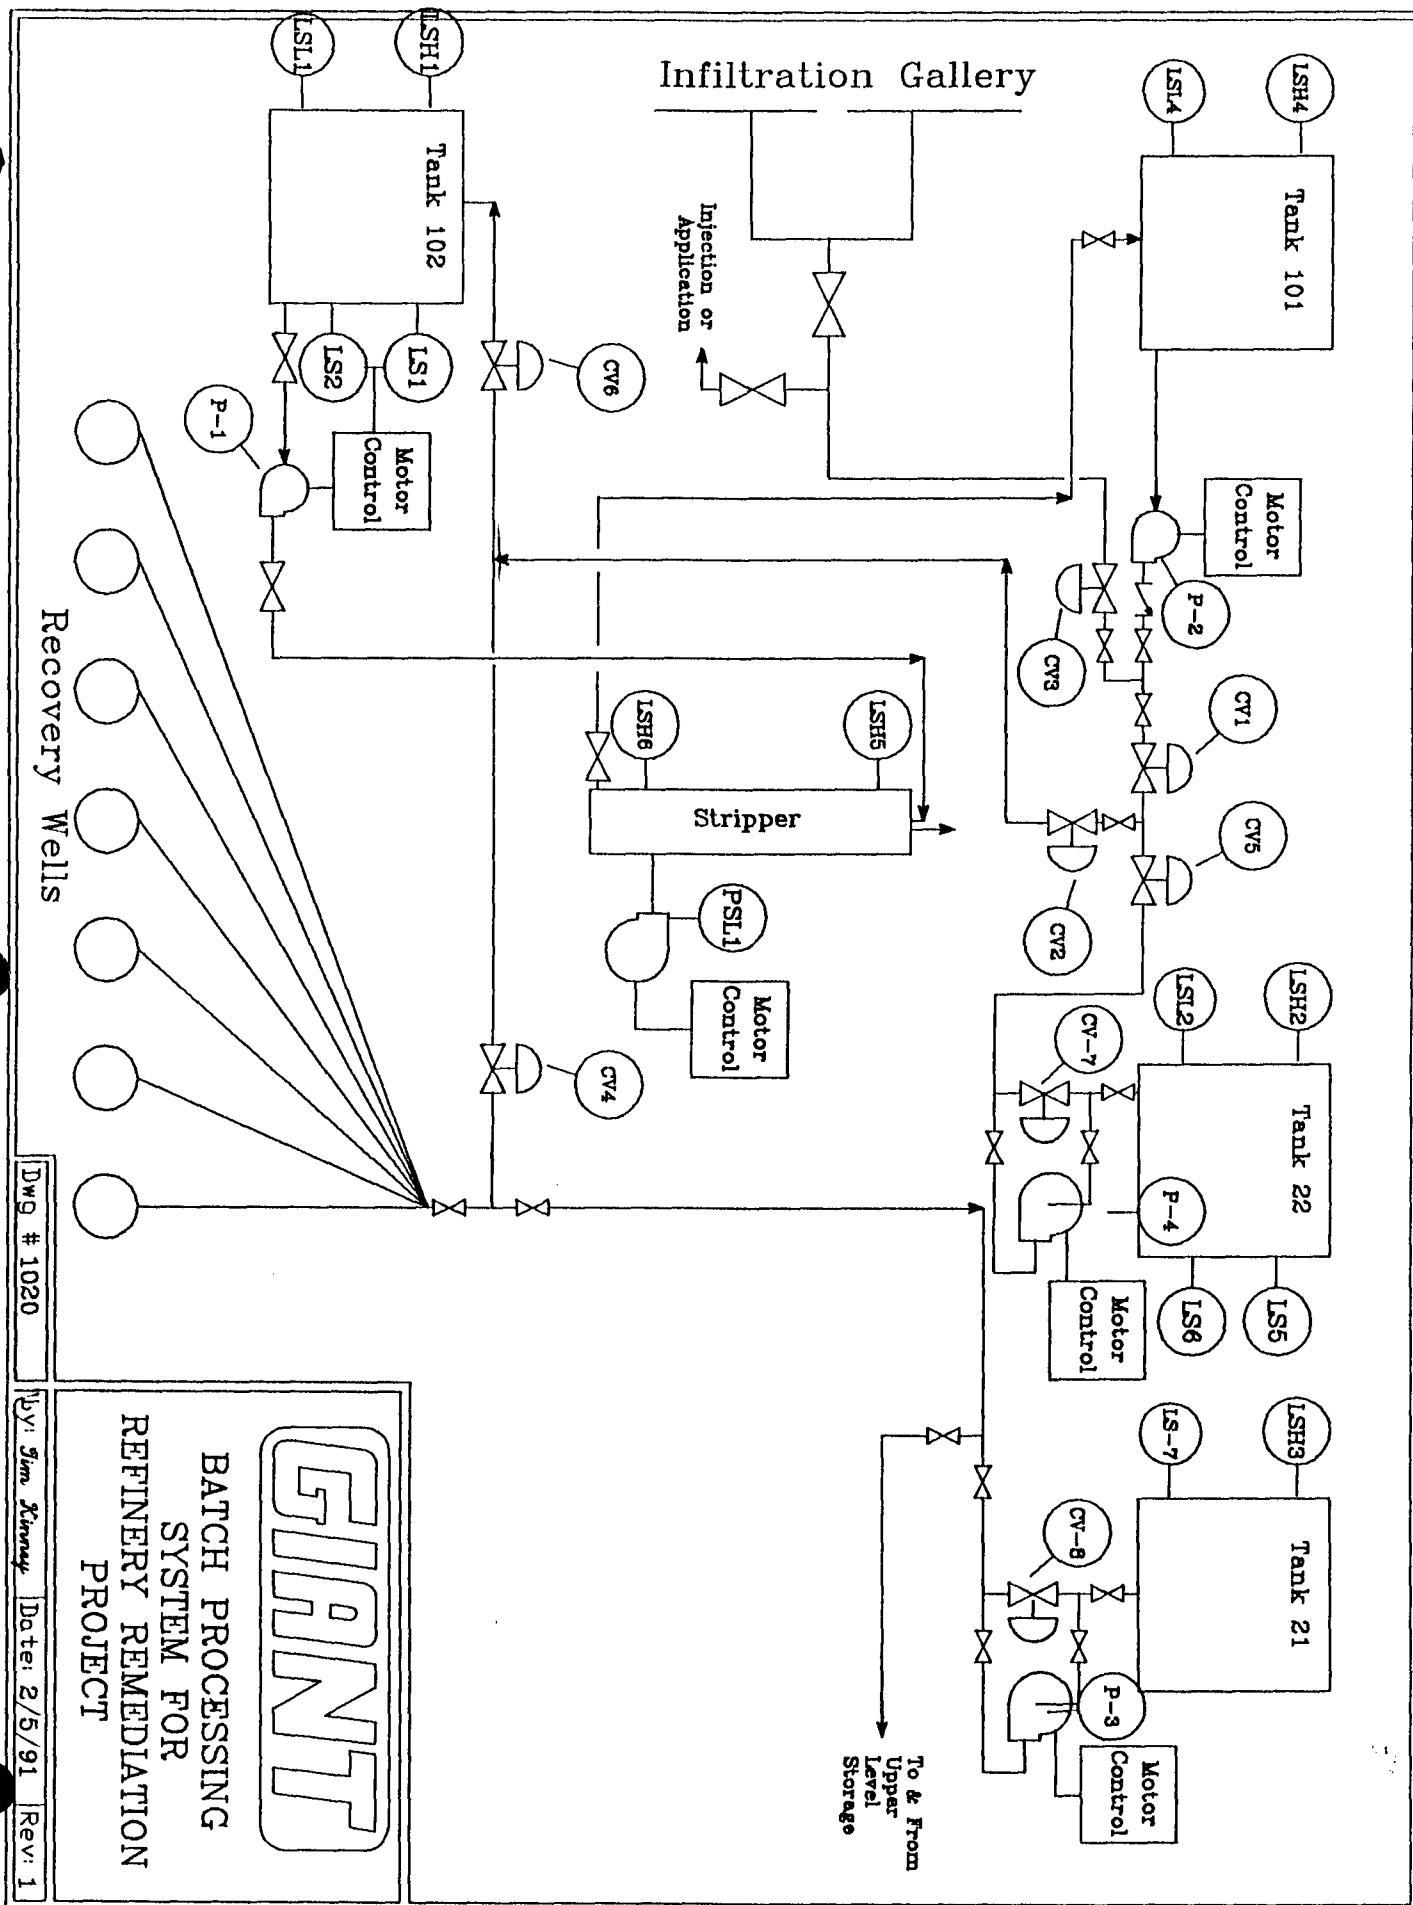 Infiltration Gallery
LSL1
LSH1
Tank 102
LS2
LS1
Motor
Control
P-1
CV6
Injection or
Application
LSL4
LSH4
Tank 101
Motor
Control
P-2
CV3
CV1
CV5
CV2
LSH6
LSH5
Stripper
PSL1
Motor
Control
CV4
LSL2
LSH2
Tank 22
CV-7
P-4
LS6
LS5
Motor
Control
LS-7
LSH3
Tank 21
CV-8
P-3
Motor
Control
To & From
Upper
Level
Storage
Recovery Wells
GIANT
BATCH PROCESSING
SYSTEM FOR
REFINERY REMEDIATION
PROJECT
Dwg # 1020
by: Jim Kinney
Date: 2/5/91
Rev: 1